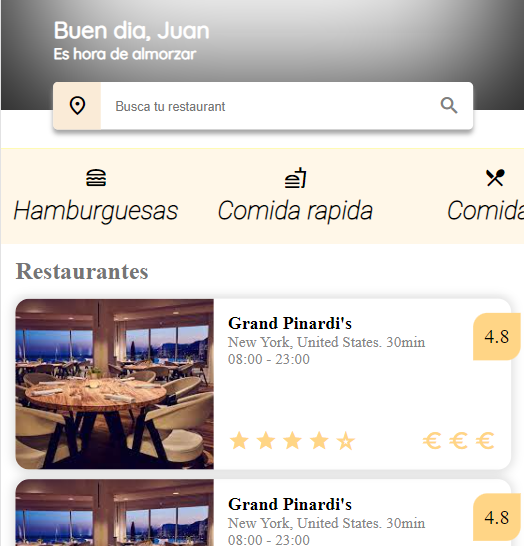 Buen dia, Juan
Es hora de almorzar
Busca tu restaurant
Hamburguesas Comida rapida Comida
Restaurantes
Grand Pinardi's
4.8
New York, United States. 30min
08:00 - 23:00
Grand Pinardi's
4.8
New York, United States. 30min
08:00 - 23:00